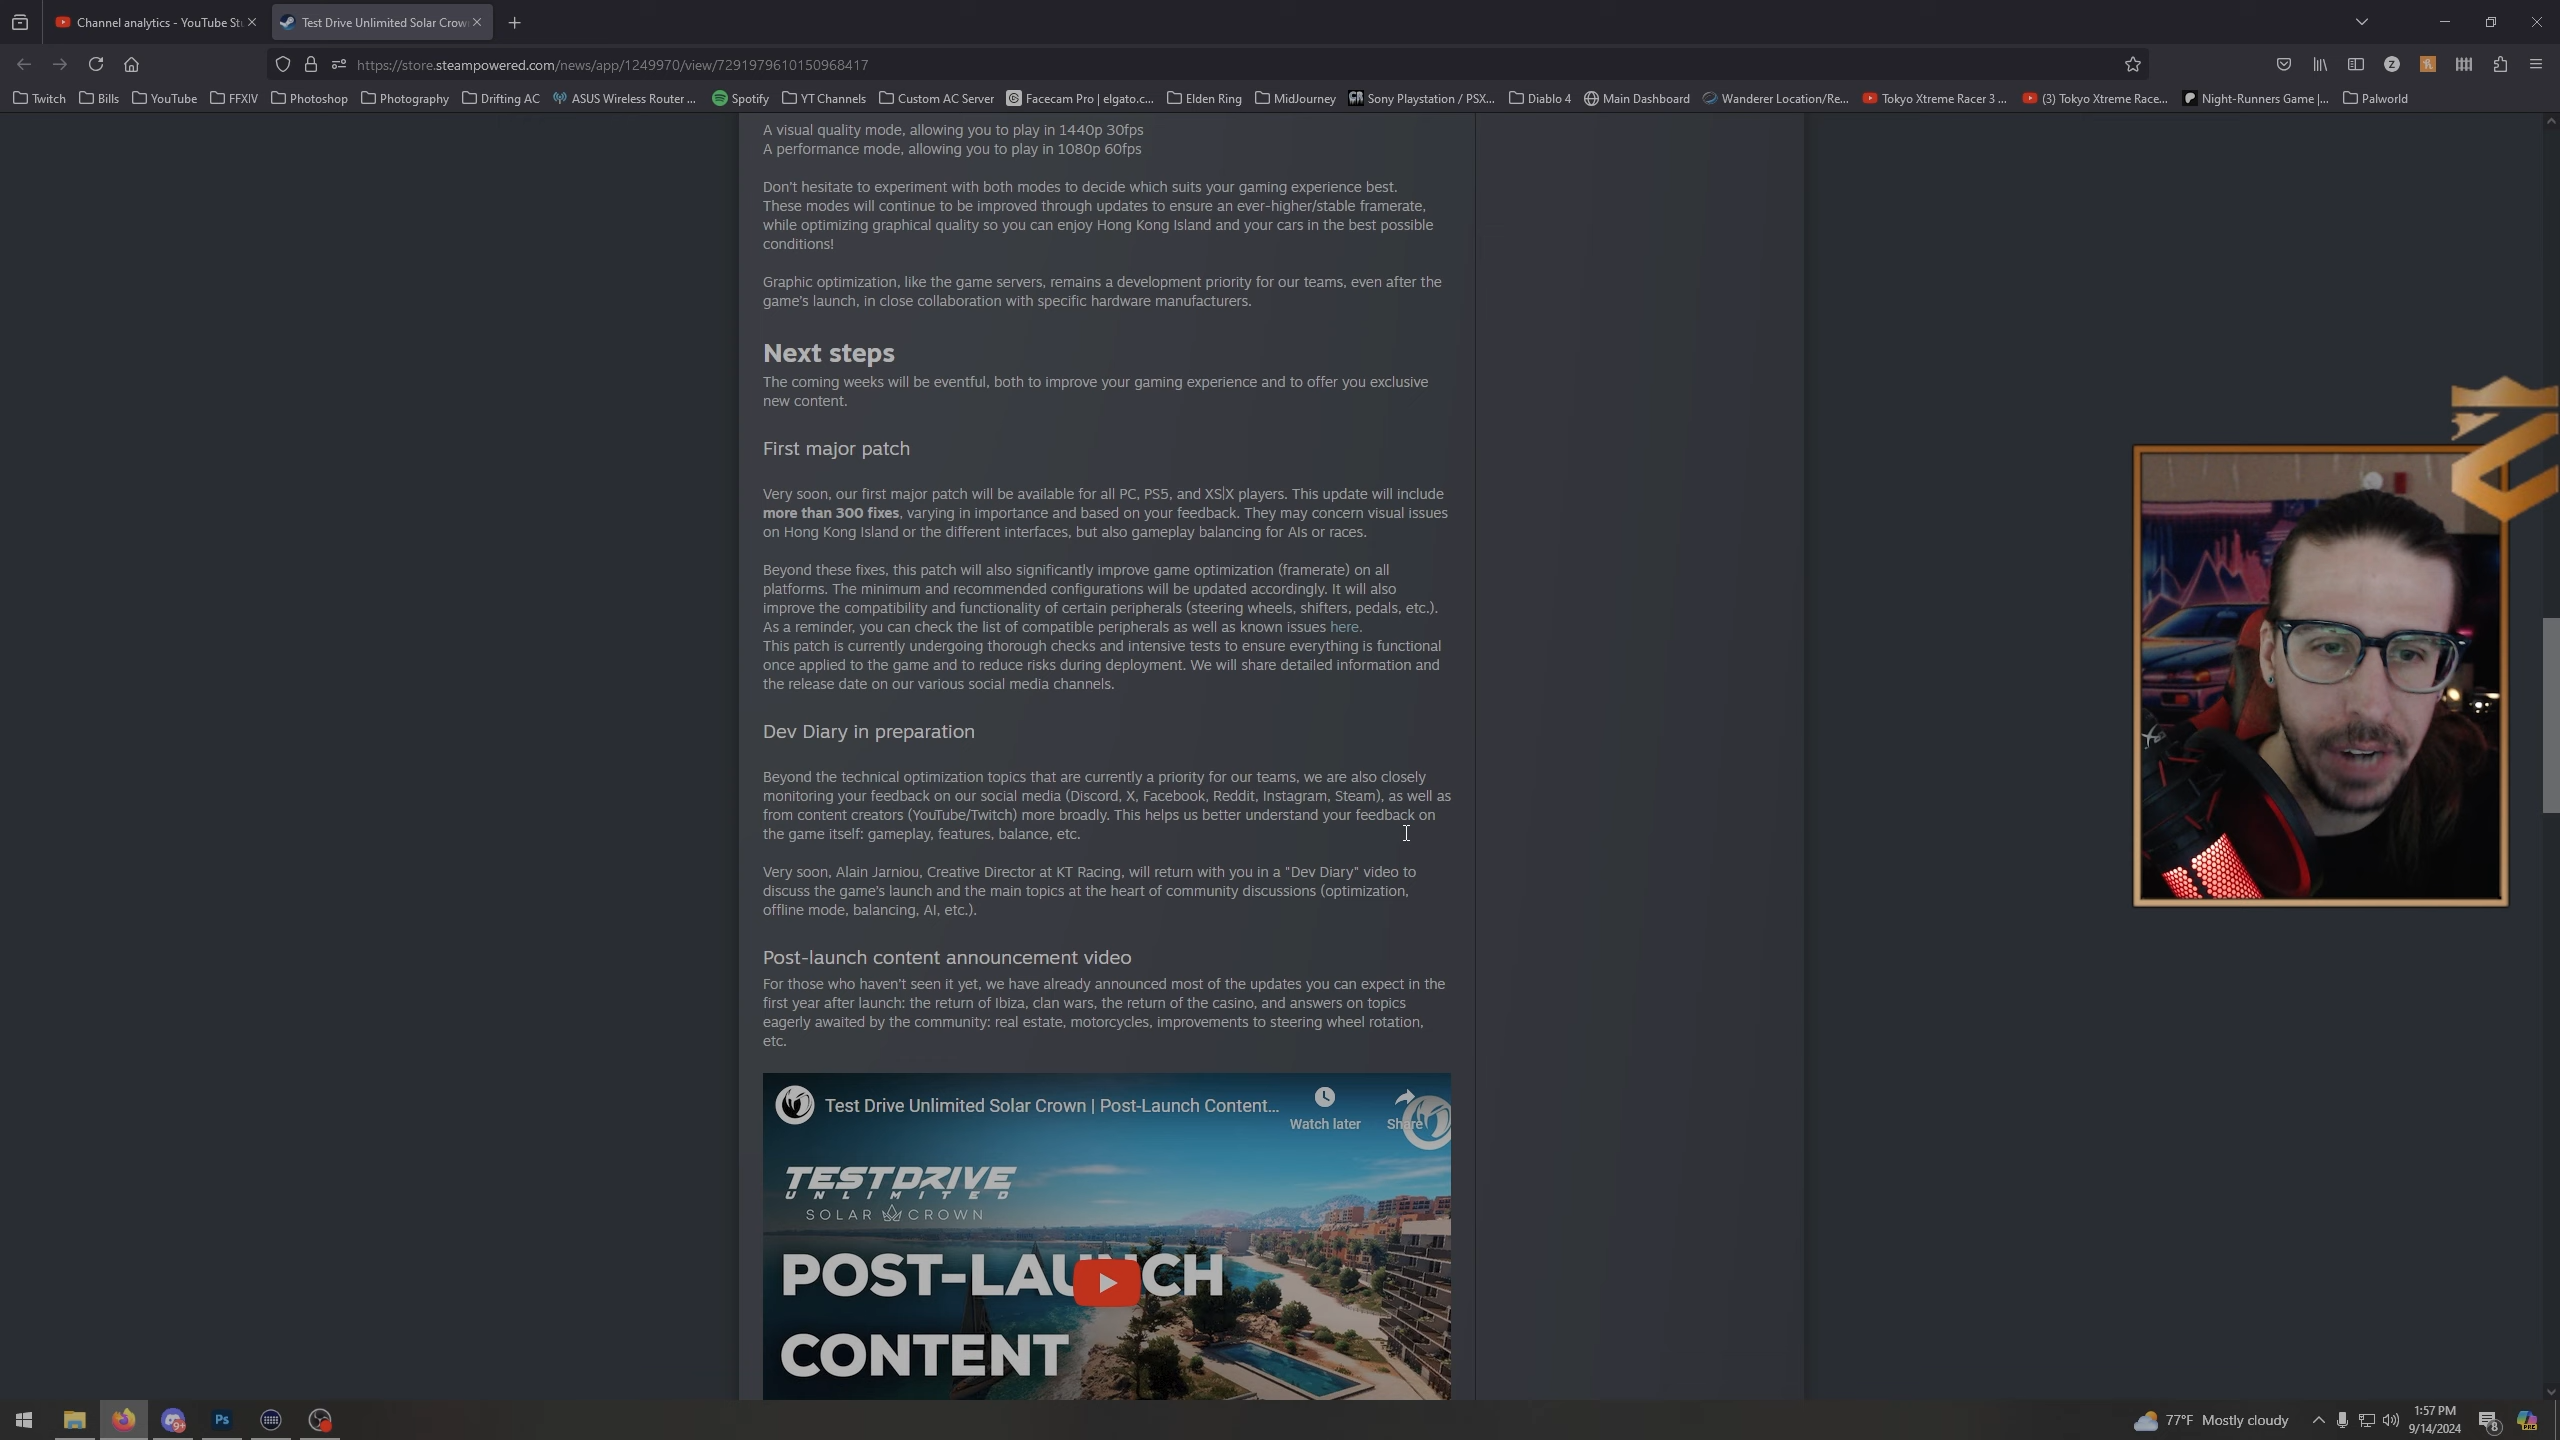 Channel analytics - YouTube St
Test Drive Unlimited Solar Crow
https://store.steampowered.com/news/app/1249970/view/7291979610150968417
Twitch
Bills
YouTube
FFXIV
Photoshop
Photography
Drifting AC
ASUS Wireless Router ...
Spotify
YT Channels
Custom AC Server
Facecam Pro | elgato.c...
Elden Ring
MidJourney
Sony Playstation / PSX...
Diablo 4
Main Dashboard
Wanderer Location/Re...
Tokyo Xtreme Racer 3 ...
(3) Tokyo Xtreme Race...
Night-Runners Game |...
Palworld
A visual quality mode, allowing you to play in 1440p 30fps
A performance mode, allowing you to play in 1080p 60fps
Don't hesitate to experiment with both modes to decide which suits your gaming experience best.
These modes will continue to be improved through updates to ensure an ever-higher/stable framerate,
while optimizing graphical quality so you can enjoy Hong Kong Island and your cars in the best possible
conditions!
Graphic optimization, like the game servers, remains a development priority for our teams, even after the
game's launch, in close collaboration with specific hardware manufacturers.
Next steps
The coming weeks will be eventful, both to improve your gaming experience and to offer you exclusive
new content.
First major patch
Very soon, our first major patch will be available for all PC, PS5, and XS|X players. This update will include
more than 300 fixes, varying in importance and based on your feedback. They may concern visual issues
on Hong Kong Island or the different interfaces, but also gameplay balancing for AIs or races.
Beyond these fixes, this patch will also significantly improve game optimization (framerate) on all
platforms. The minimum and recommended configurations will be updated accordingly. It will also
improve the compatibility and functionality of certain peripherals (steering wheels, shifters, pedals, etc.).
As a reminder, you can check the list of compatible peripherals as well as known issues here.
This patch is currently undergoing thorough checks and intensive tests to ensure everything is functional
once applied to the game and to reduce risks during deployment. We will share detailed information and
the release date on our various social media channels.
Dev Diary in preparation
Beyond the technical optimization topics that are currently a priority for our teams, we are also closely
monitoring your feedback on our social media (Discord, X, Facebook, Reddit, Instagram, Steam), as well as
from content creators (YouTube/Twitch) more broadly. This helps us better understand your feedback on
the game itself: gameplay, features, balance, etc.
Very soon, Alain Jarniou, Creative Director at KT Racing, will return with you in a "Dev Diary" video to
discuss the game's launch and the main topics at the heart of community discussions (optimization,
offline mode, balancing, AI, etc.).
Post-launch content announcement video
For those who haven't seen it yet, we have already announced most of the updates you can expect in the
first year after launch: the return of Ibiza, clan wars, the return of the casino, and answers on topics
eagerly awaited by the community: real estate, motorcycles, improvements to steering wheel rotation,
etc.
Test Drive Unlimited Solar Crown | Post-Launch Content...
Watch later
Share
TEST DRIVE
UNLIMITED
SOLAR CROWN
POST-LAUNCH
CONTENT
Ps
9+
77°F Mostly cloudy
1:57 PM
9/14/2024
8